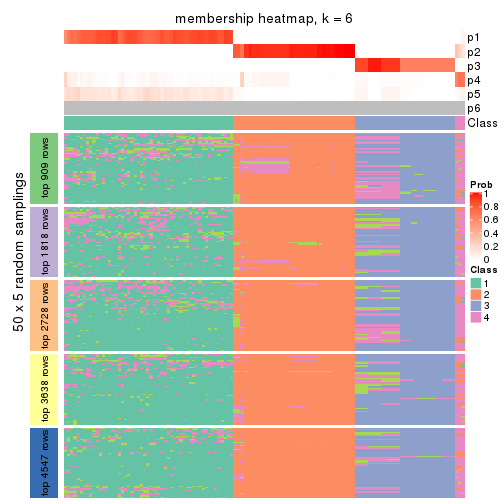 membership heatmap, k = 6
p1
p2
p3
p4
p5
p6
Class
50 x 5 random samplings
top 909 rows
top 1818 rows
top 2728 rows
top 3638 rows
top 4547 rows
Prob
1
0.8
0.6
0.4
0.2
0
Class
1
2
3
4